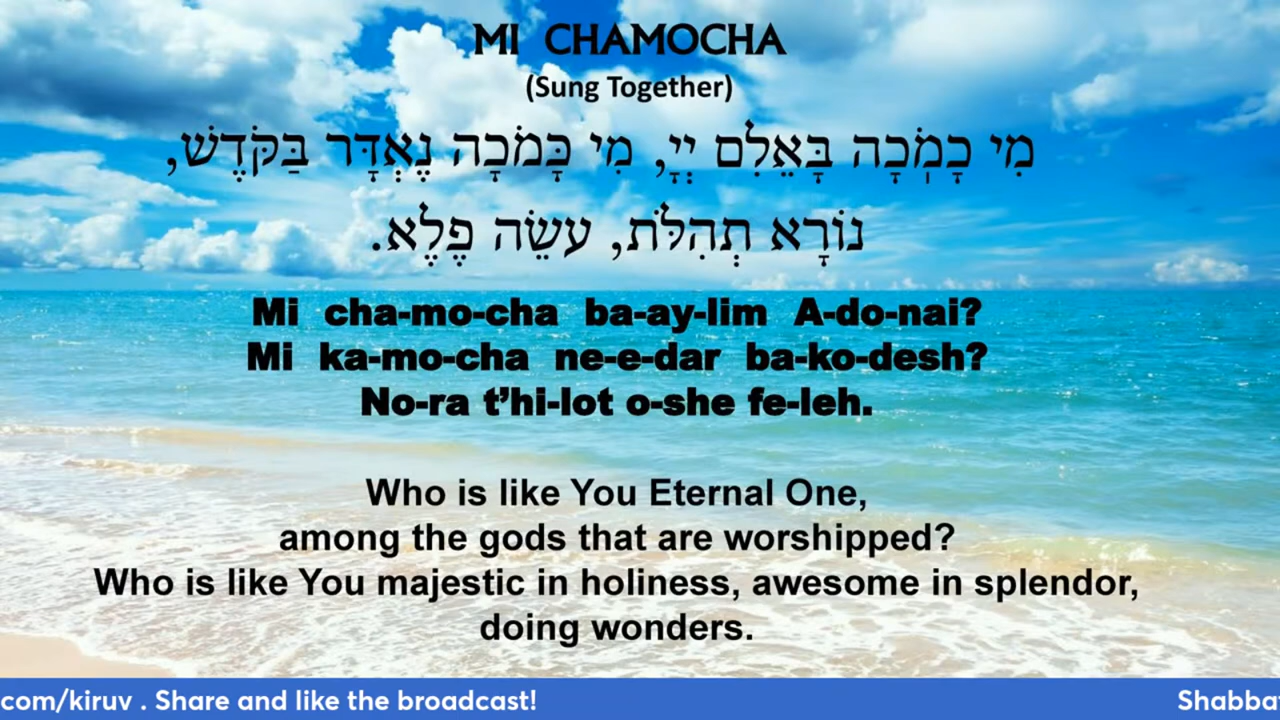 MI CHAMOCHA
(Sung Together)
מִי כָמְֹכָה בָּאֵלִם יְיָ, מִי כָּמֹכָה נֶאְדָּר בַּקֹּדֶשׁ,
נוֹרָא תְהִלֹּת, עֹשֵׂה פֶלֶא.
Mi cha-mo-cha ba-ay-lim A-do-nai?
Mi ka-mo-cha ne-e-dar ba-ko-desh?
No-ra t’hi-lot o-she fe-leh.
Who is like You Eternal One,
among the gods that are worshipped?
Who is like You majestic in holiness, awesome in splendor,
doing wonders.
com/kiruv . Share and like the broadcast!